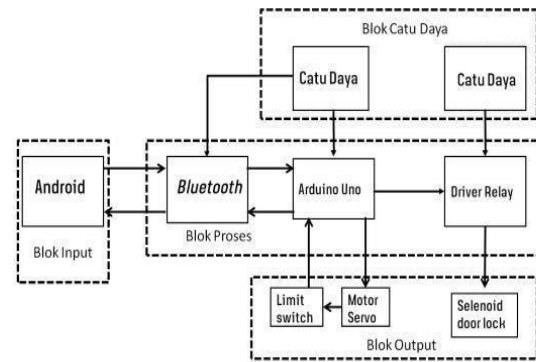 Blok Catu Daya
Catu Daya
Catu Daya
Android
Bluetooth
Arduino Uno
Driver Relay
Blok Input
Blok Proses
Limit
switch
Motor
Servo
Selenoid
door lock
Blok Output